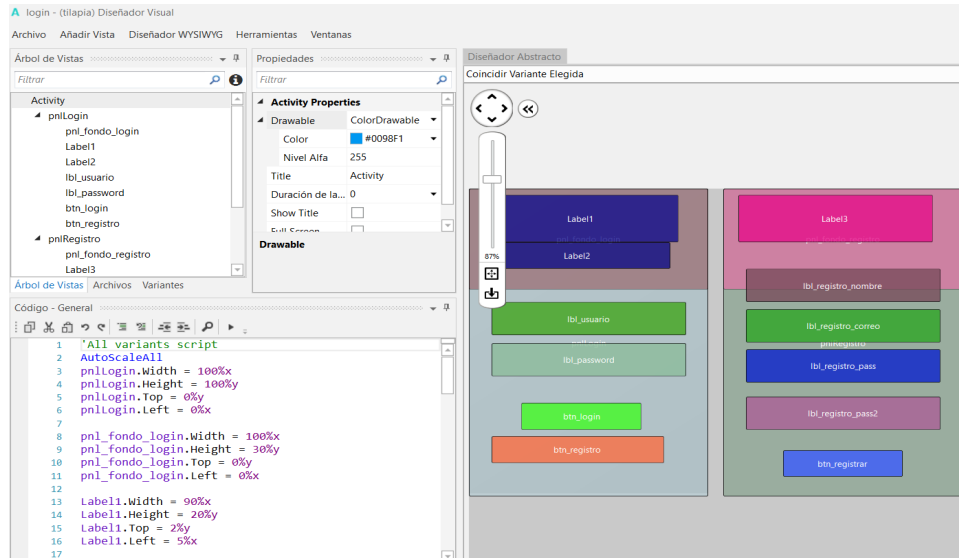 login - (tilapia) Diseñador Visual
Archivo Añadir Vista Diseñador WYSIWYG Herramientas Ventanas
Árbol de Vistas
Filtrar
Activity
pnlLogin
pnl_fondo_login
Label1
Label2
lbl_usuario
lbl_password
btn_login
btn_registro
pnlRegistro
pnl_fondo_registro
Label3
Árbol de Vistas Archivos Variantes
Propiedades
Filtrar
Activity Properties
Drawable ColorDrawable
Color #0098F1
Nivel Alfa 255
Title Activity
Duración de la... 0
Show Title
Full Screen
Drawable
Código - General
1 'All variants script
2 AutoScaleAll
3 pnlLogin.Width = 100%x
4 pnlLogin.Height = 100%y
5 pnlLogin.Top = 0%y
6 pnlLogin.Left = 0%x
7
8 pnl_fondo_login.Width = 100%x
9 pnl_fondo_login.Height = 30%y
10 pnl_fondo_login.Top = 0%y
11 pnl_fondo_login.Left = 0%x
12
13 Label1.Width = 90%x
14 Label1.Height = 20%y
15 Label1.Top = 2%y
16 Label1.Left = 5%x
17
Diseñador Abstracto
Coincidir Variante Elegida
87%
Label1
pnl_fondo_login
Label2
lbl_usuario
pnlLogin
lbl_password
btn_login
btn_registro
Label3
pnl_fondo_registro
lbl_registro_nombre
lbl_registro_correo
pnlRegistro
lbl_registro_pass
lbl_registro_pass2
btn_registrar